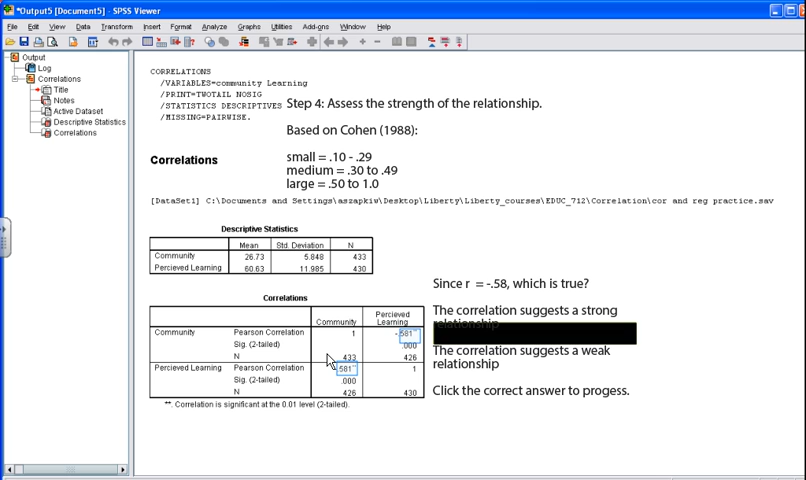 *Output5 [Document5] - SPSS Viewer
File Edit View Data Transform Insert Format Analyze Graphs Utilities Add-ons Window Help
Output
Log
Correlations
Title
Notes
Active Dataset
Descriptive Statistics
Correlations
CORRELATIONS
/VARIABLES=community Learning
/PRINT=TWOTAIL NOSIG
/STATISTICS DESCRIPTIVES
/MISSING=PAIRWISE.
Step 4: Assess the strength of the relationship.
Based on Cohen (1988):
small = .10 - .29
medium = .30 to .49
large = .50 to 1.0
Correlations
[DataSet1] C:\Documents and Settings\aszapkiw\Desktop\Liberty\Liberty_courses\EDUC_712\Correlation\cor and reg practice.sav
Descriptive Statistics
Mean Std. Deviation N
Community 26.73 5.848 433
Percieved Learning 60.63 11.985 430
Correlations
Community Percieved Learning
Community Pearson Correlation 1 -.581**
Sig. (2-tailed) .000
N 433 426
Percieved Learning Pearson Correlation 581** 1
Sig. (2-tailed) .000
N 426 430
**. Correlation is significant at the 0.01 level (2-tailed).
Since r = -.58, which is true?
The correlation suggests a strong
relationship
The correlation suggests a weak
relationship
Click the correct answer to progess.